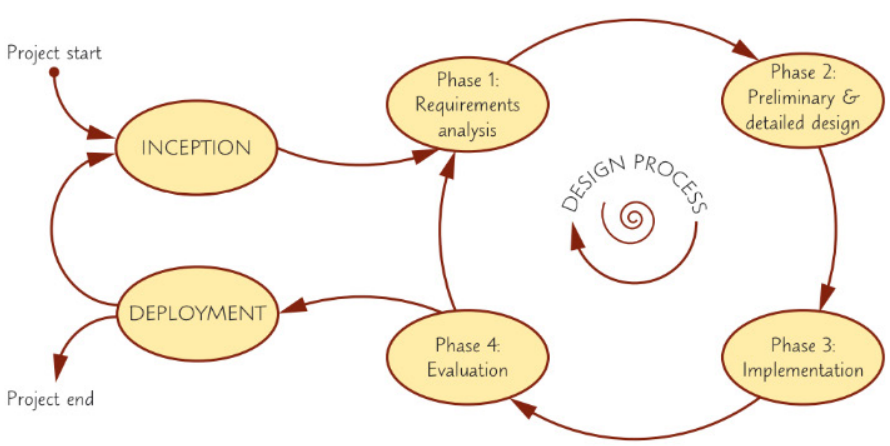 Project start
INCEPTION
Phase 1:
Requirements
analysis
Phase 2:
Preliminary &
detailed design
DESIGN PROCESS
DEPLOYMENT
Phase 4:
Evaluation
Phase 3:
Implementation
Project end